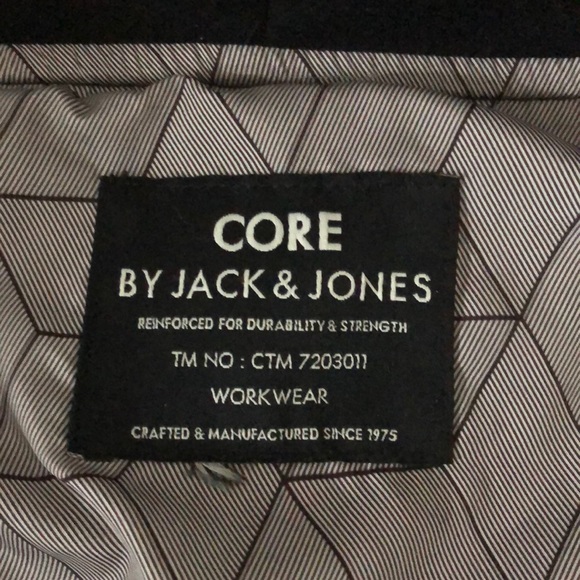 CORE
BY JACK & JONES
REINFORCED FOR DURABILITY & STRENGTH
TM NO : CTM 7203011
WORKWEAR
CRAFTED & MANUFACTURED SINCE 1975